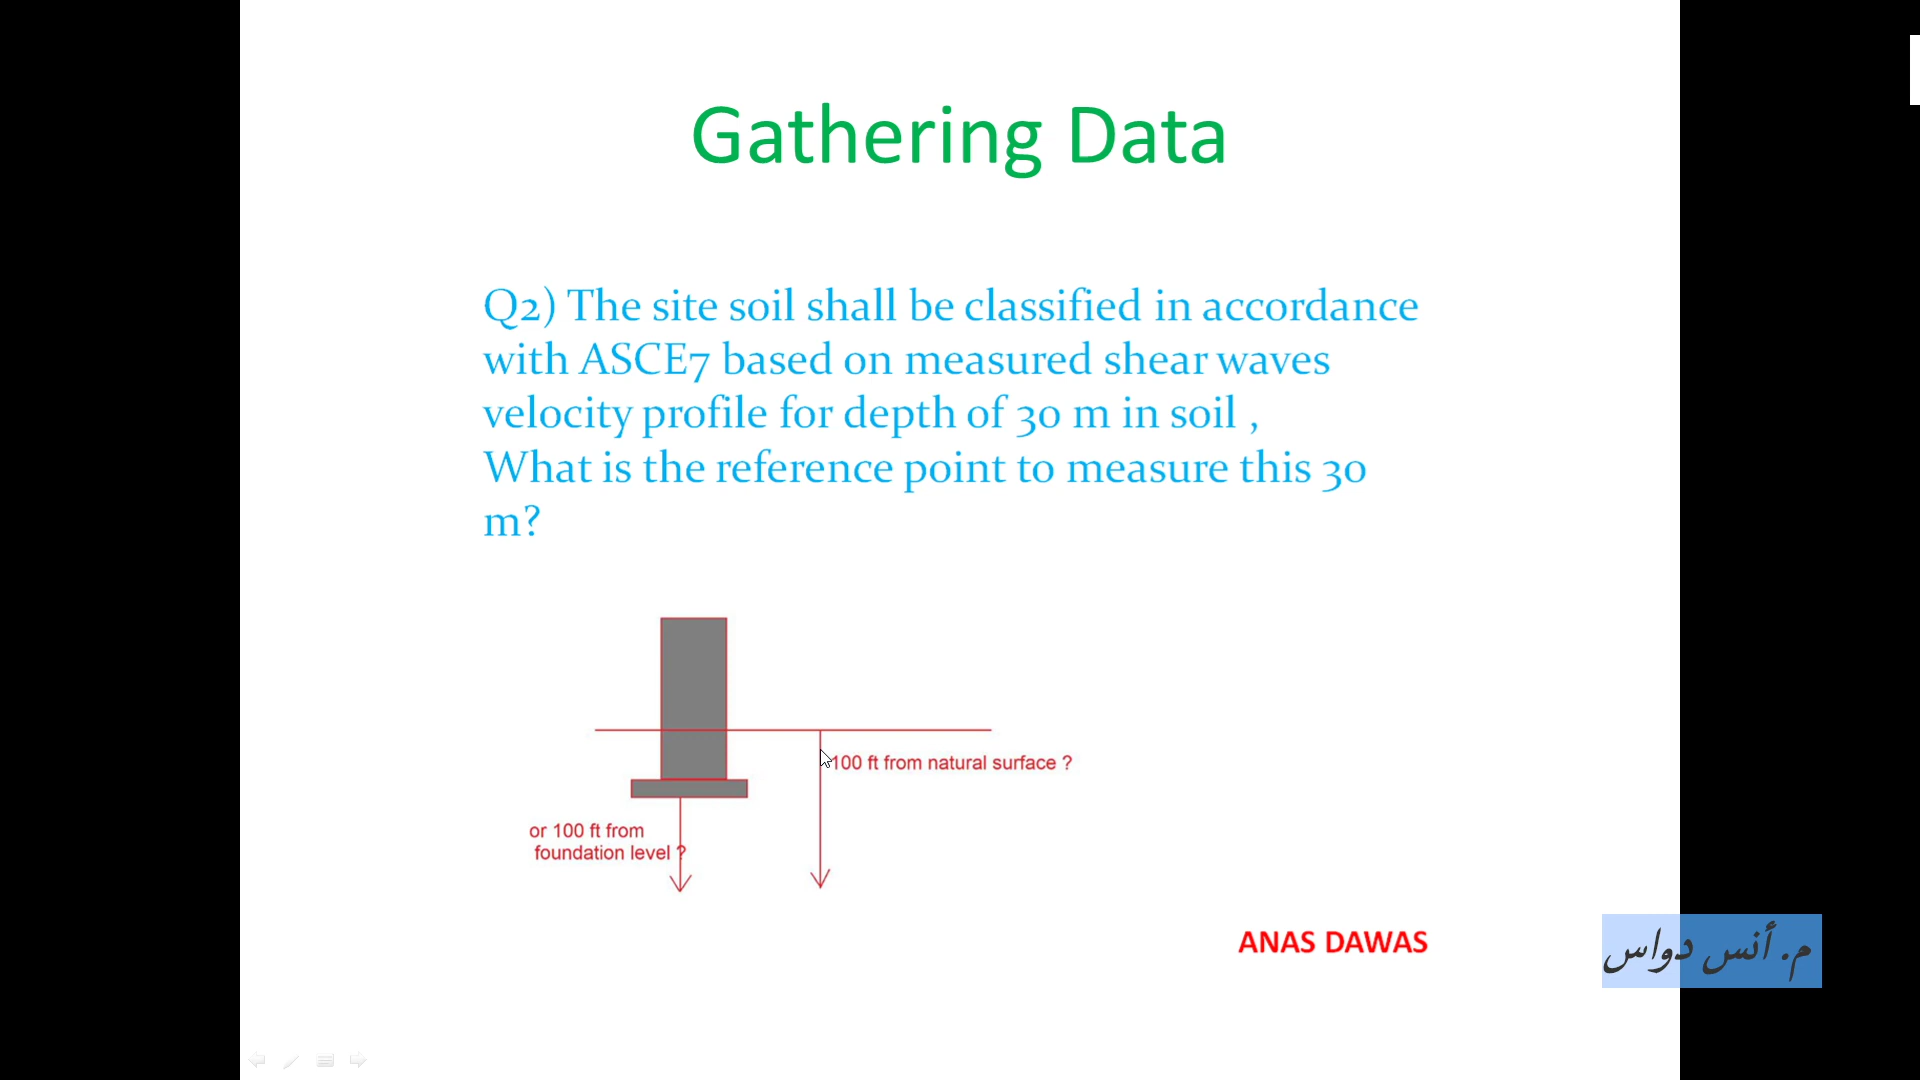 Gathering Data
Q2) The site soil shall be classified in accordance
with ASCE7 based on measured shear waves
velocity profile for depth of 30 m in soil ,
What is the reference point to measure this 30
m?
100 ft from natural surface ?
or 100 ft from
foundation level ?
ANAS DAWAS
م. أنس دواس